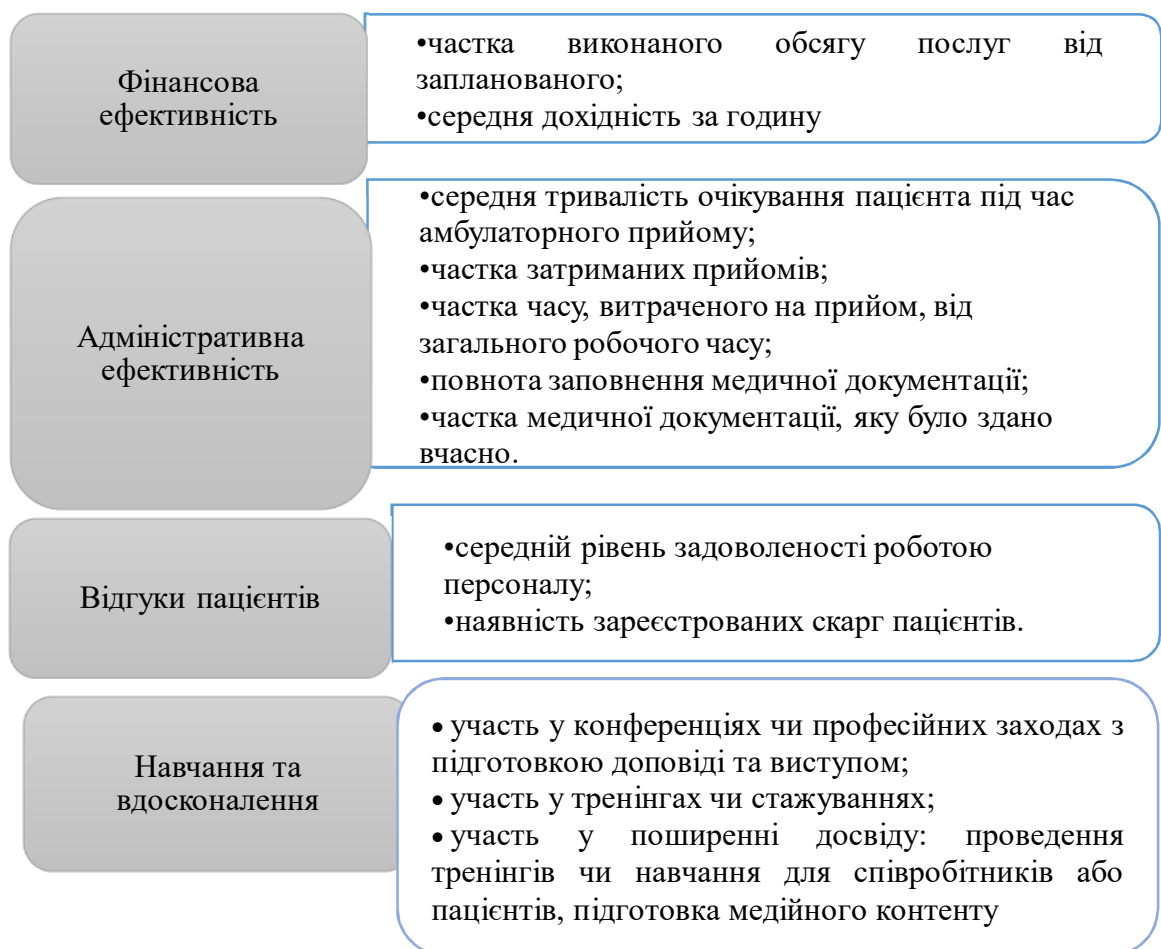 Фінансова
ефективність
•частка виконаного обсягу послуг від
запланованого;
•середня дохідність за годину
Адміністративна
ефективність
•середня тривалість очікування пацієнта під час
амбулаторного прийому;
•частка затриманих прийомів;
•частка часу, витраченого на прийом, від
загального робочого часу;
•повнота заповнення медичної документації;
•частка медичної документації, яку було здано
вчасно.
Відгуки пацієнтів
•середній рівень задоволеності роботою
персоналу;
•наявність зареєстрованих скарг пацієнтів.
Навчання та
вдосконалення
• участь у конференціях чи професійних заходах з
підготовкою доповіді та виступом;
• участь у тренінгах чи стажуваннях;
• участь у поширенні досвіду: проведення
тренінгів чи навчання для співробітників або
пацієнтів, підготовка медійного контенту